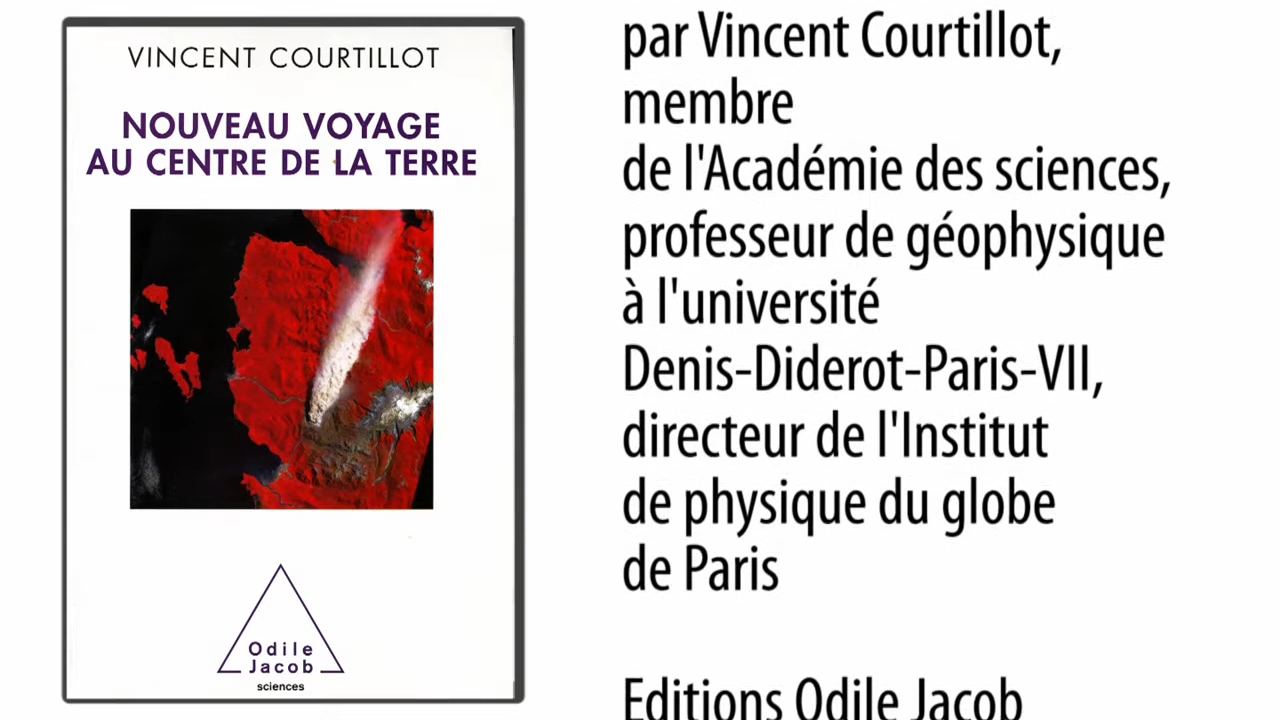 VINCENT COURTILLOT
NOUVEAU VOYAGE
AU CENTRE DE LA TERRE
Odile
Jacob
sciences
par Vincent Courtillot,
membre
de l'Académie des sciences,
professeur de géophysique
à l'université
Denis-Diderot-Paris-VII,
directeur de l'Institut
de physique du globe
de Paris
Editions Odile Jacob